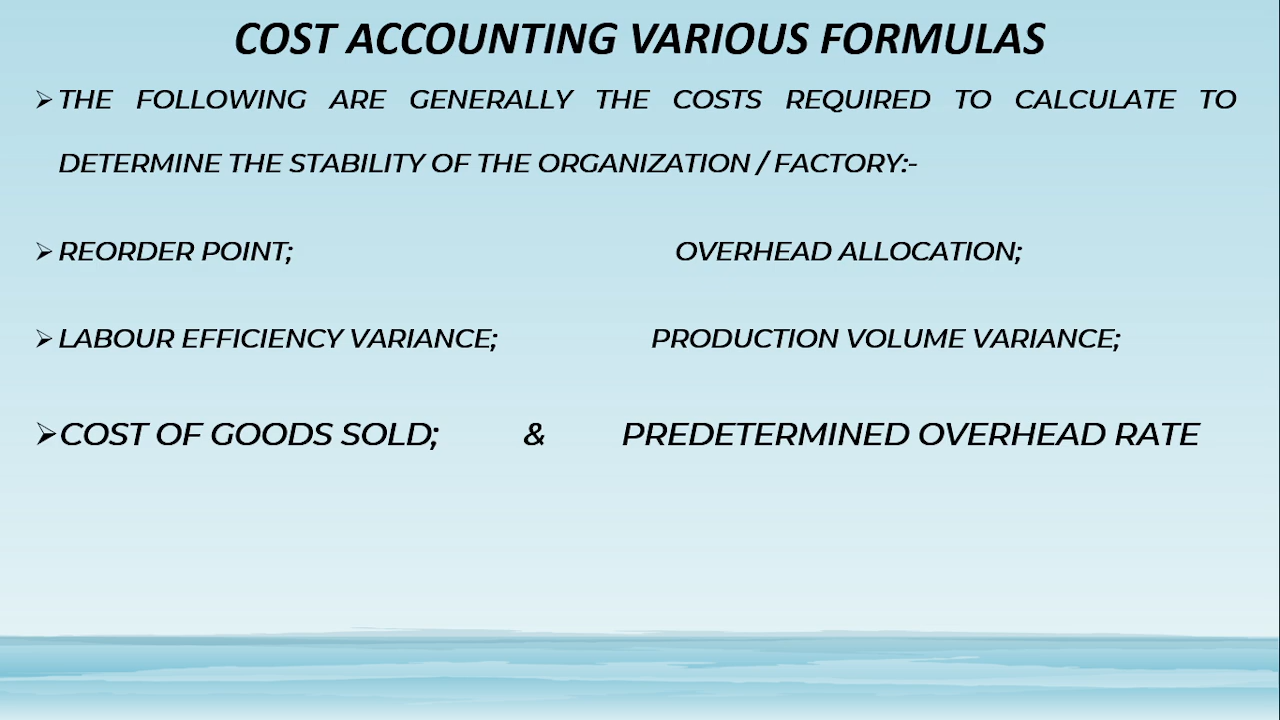 COST ACCOUNTING VARIOUS FORMULAS
➢ THE FOLLOWING ARE GENERALLY THE COSTS REQUIRED TO CALCULATE TO
DETERMINE THE STABILITY OF THE ORGANIZATION / FACTORY:-
➢ REORDER POINT; OVERHEAD ALLOCATION;
➢ LABOUR EFFICIENCY VARIANCE; PRODUCTION VOLUME VARIANCE;
➢ COST OF GOODS SOLD; & PREDETERMINED OVERHEAD RATE